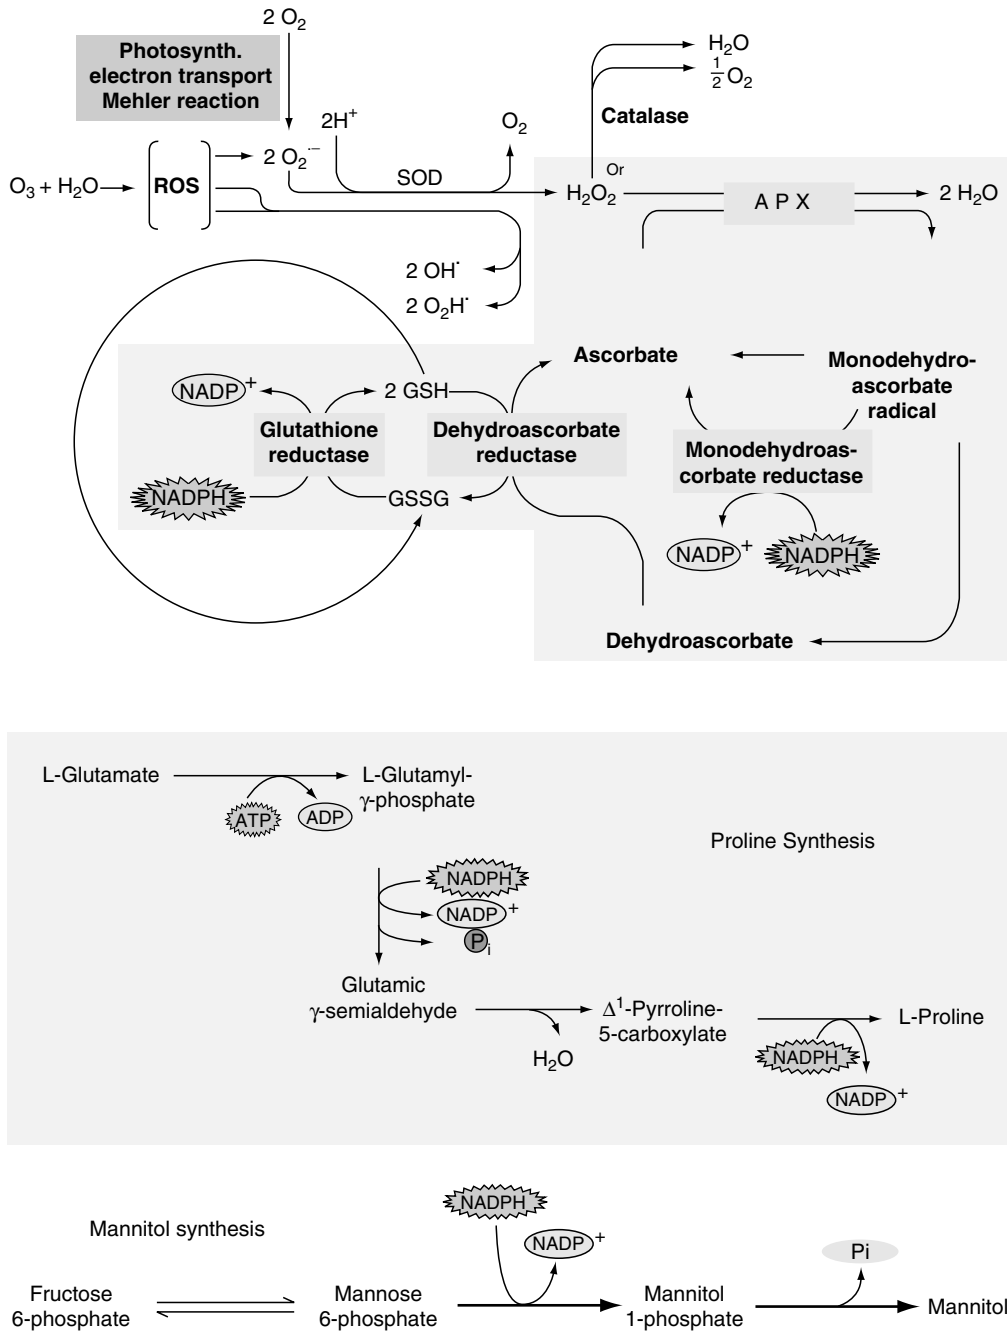 2 O2
Photosynth.
electron transport
Mehler reaction
H2O
1/2 O2
Catalase
2H+
O2
O3 + H2O
ROS
2 O2·–
SOD
Or
H2O2
A P X
2 H2O
2 OH·
2 O2H·
Ascorbate
Monodehydro-
ascorbate
radical
NADP+
2 GSH
Glutathione
reductase
Dehydroascorbate
reductase
Monodehydroas-
corbate reductase
NADPH
GSSG
NADP+
NADPH
Dehydroascorbate
L-Glutamate
L-Glutamyl-
γ-phosphate
ATP
ADP
Proline Synthesis
NADPH
NADP+
Pi
Glutamic
γ-semialdehyde
Δ1-Pyrroline-
5-carboxylate
L-Proline
H2O
NADPH
NADP+
NADPH
Mannitol synthesis
NADP+
Pi
Fructose
6-phosphate
Mannose
6-phosphate
Mannitol
1-phosphate
Mannitol